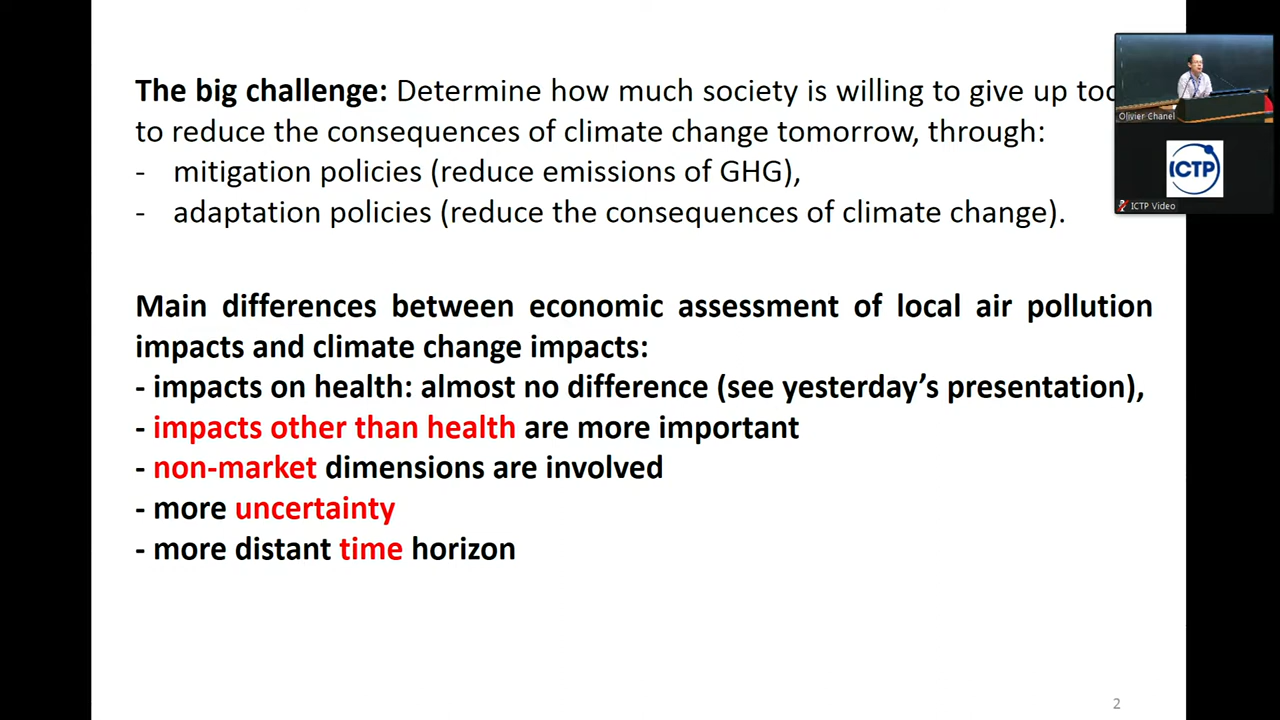 The big challenge: Determine how much society is willing to give up
to reduce the consequences of climate change tomorrow, through:
- mitigation policies (reduce emissions of GHG),
- adaptation policies (reduce the consequences of climate change).
Main differences between economic assessment of local air pollution
impacts and climate change impacts:
- impacts on health: almost no difference (see yesterday's presentation),
- impacts other than health are more important
- non-market dimensions are involved
- more uncertainty
- more distant time horizon
2
Olivier Chanel
ICTP
ICTP Video